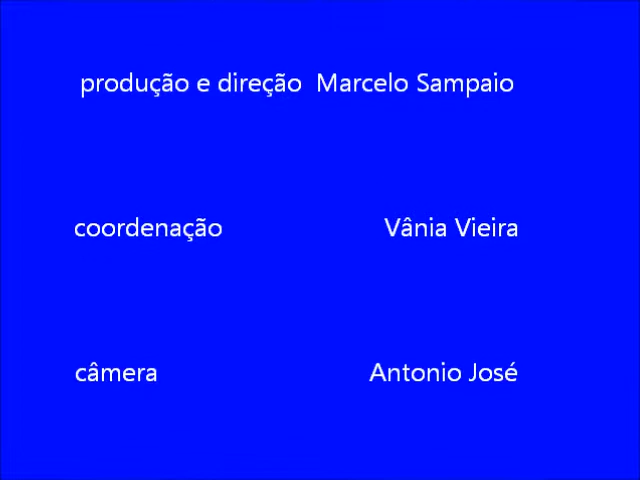 produção e direção Marcelo Sampaio
coordenação Vânia Vieira
câmera Antonio José